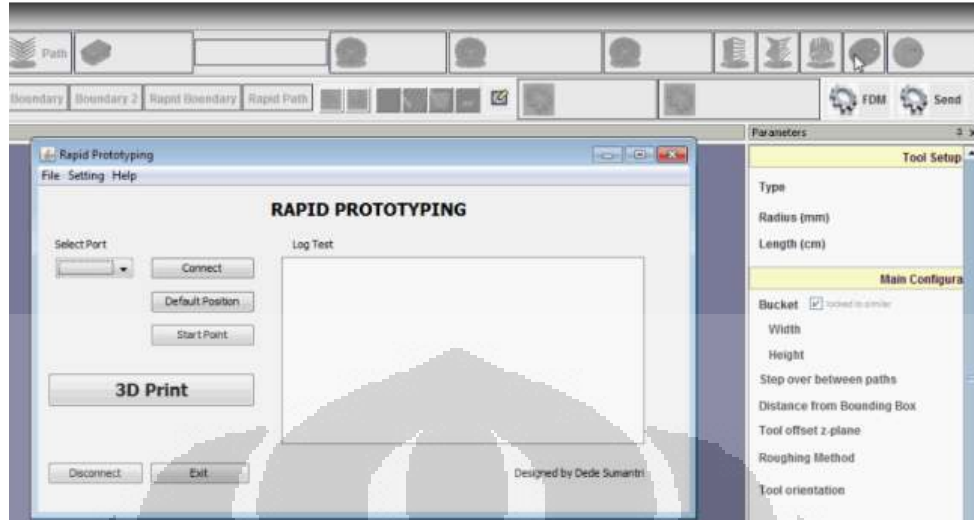 Path
Boundary Boundary 2 Rapid Boendary Rapid Path
FDM Send
Rapid Prototyping
File Setting Help
RAPID PROTOTYPING
Select Port
Log Test
Connect
Default Position
Start Point
3D Print
Disconnect
Exit
Designed by Dede Sumantri
Parameters
Tool Setup
Type
Radius (mm)
Length (cm)
Main Configura
Bucket
Width
Height
Step over between paths
Distance from Bounding Box
Tool offset z-plane
Roughing Method
Tool orientation